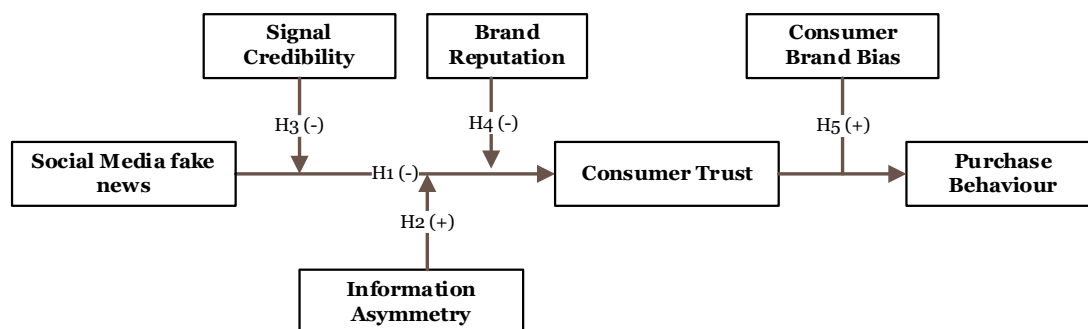 Signal
Credibility
Brand
Reputation
Consumer
Brand Bias
H3 (-)
H4 (-)
H5 (+)
Social Media fake
news
H1 (-)
Consumer Trust
Purchase
Behaviour
H2 (+)
Information
Asymmetry